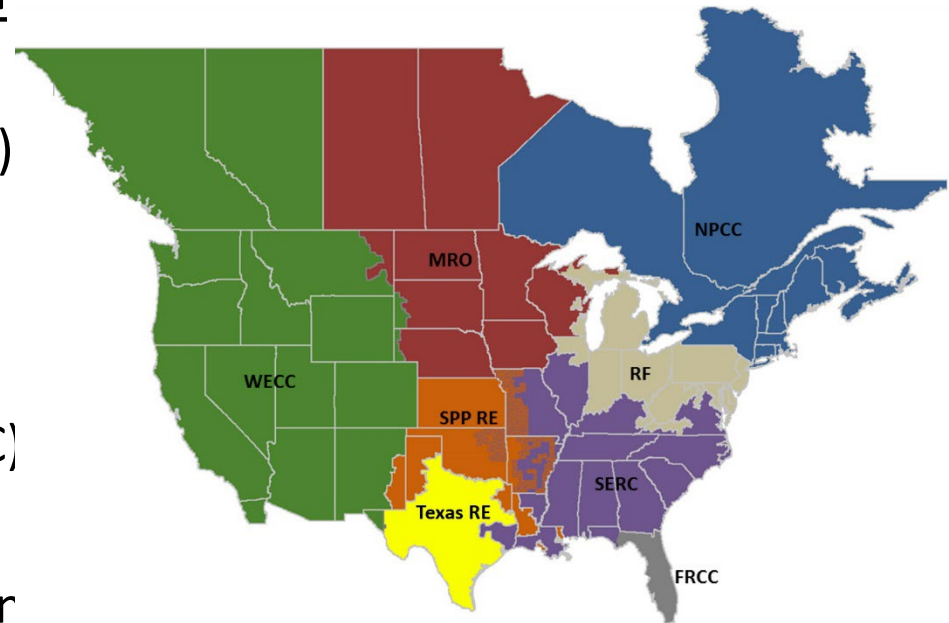 )
NPCC
MRO
RF
WECC
SPP RE
SERC
Texas RE
c)
FRCC